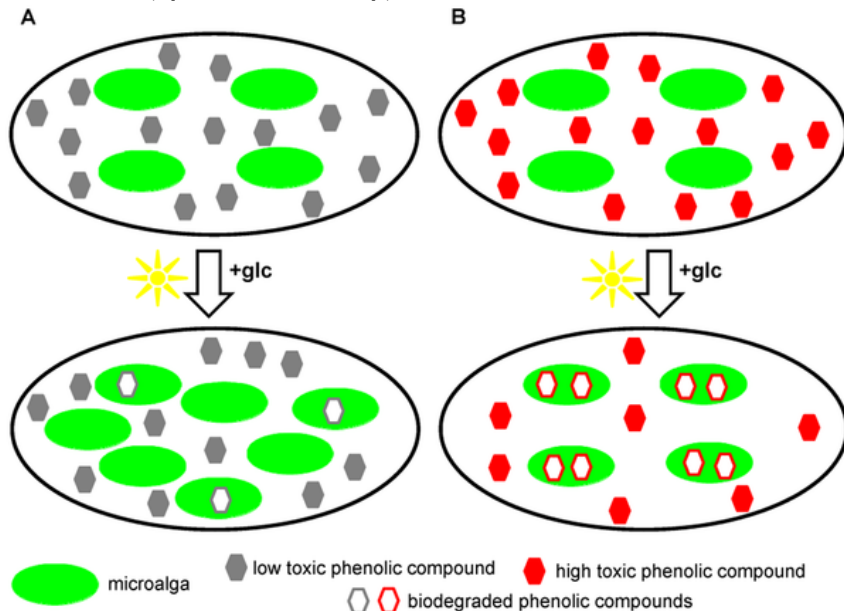 A
B
+glc
+glc
microalga
low toxic phenolic compound
high toxic phenolic compound
biodegraded phenolic compounds